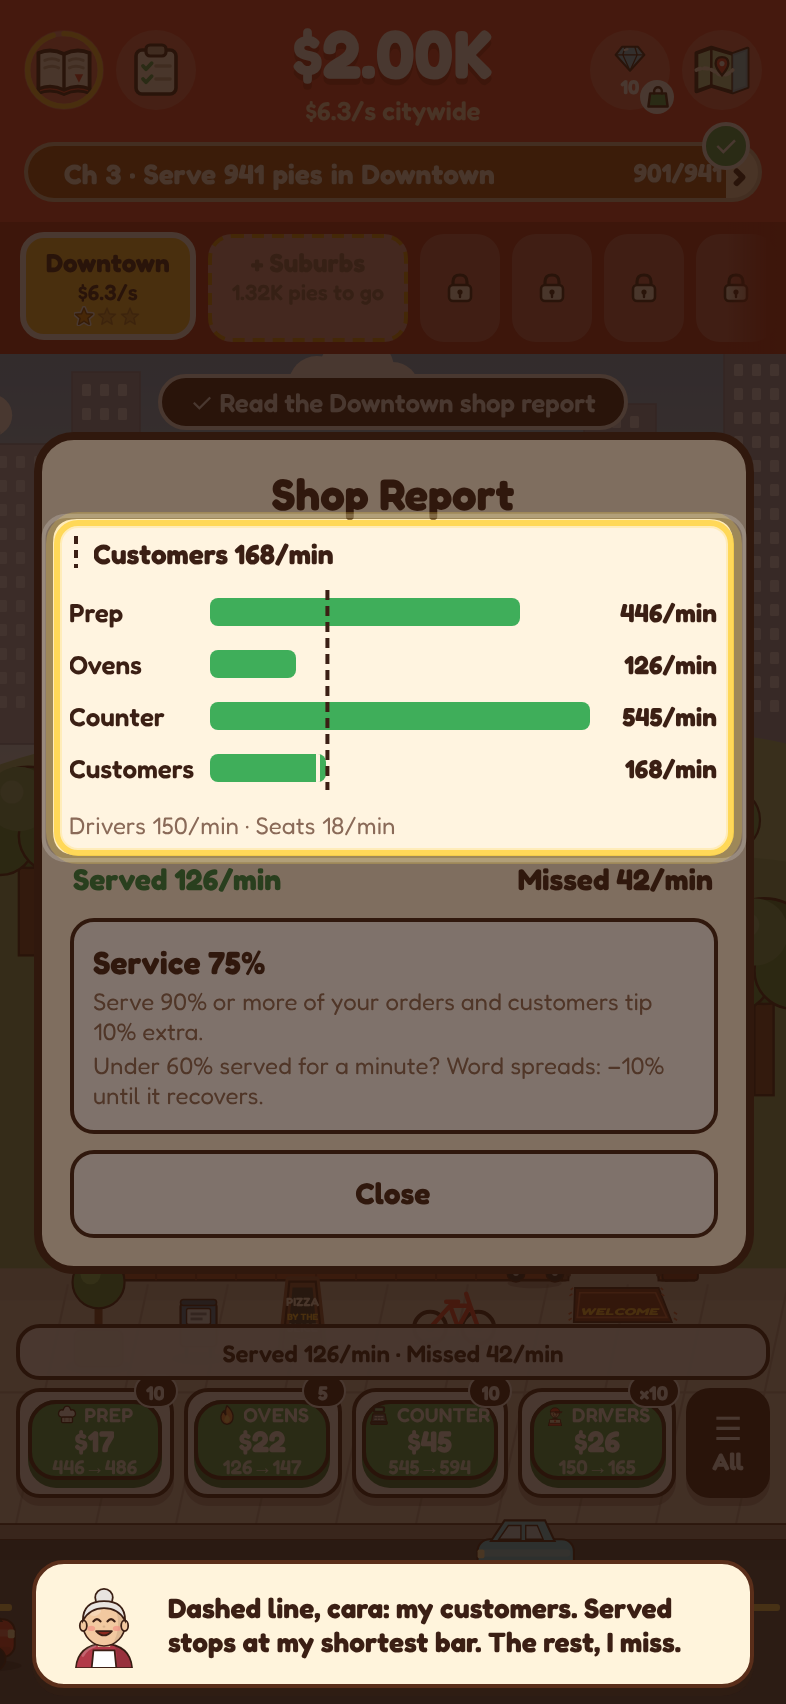 $2.00K
10
$6.3/s citywide
Ch 3 · Serve 941 pies in Downtown
901/941
Downtown
$6.3/s
+ Suburbs
1.32K pies to go
✓ Read the Downtown shop report
Shop Report
Customers 168/min
Prep 446/min
Ovens 126/min
Counter 545/min
Customers 168/min
Drivers 150/min · Seats 18/min
Served 126/min
Missed 42/min
Service 75%
Serve 90% or more of your orders and customers tip
10% extra.
Under 60% served for a minute? Word spreads: −10%
until it recovers.
Close
PIZZA
BY THE
WELCOME
Served 126/min · Missed 42/min
10
PREP
$17
446→486
5
OVENS
$22
126→147
10
COUNTER
$45
545→594
x10
DRIVERS
$26
150→165
All
Dashed line, cara: my customers. Served
stops at my shortest bar. The rest, I miss.